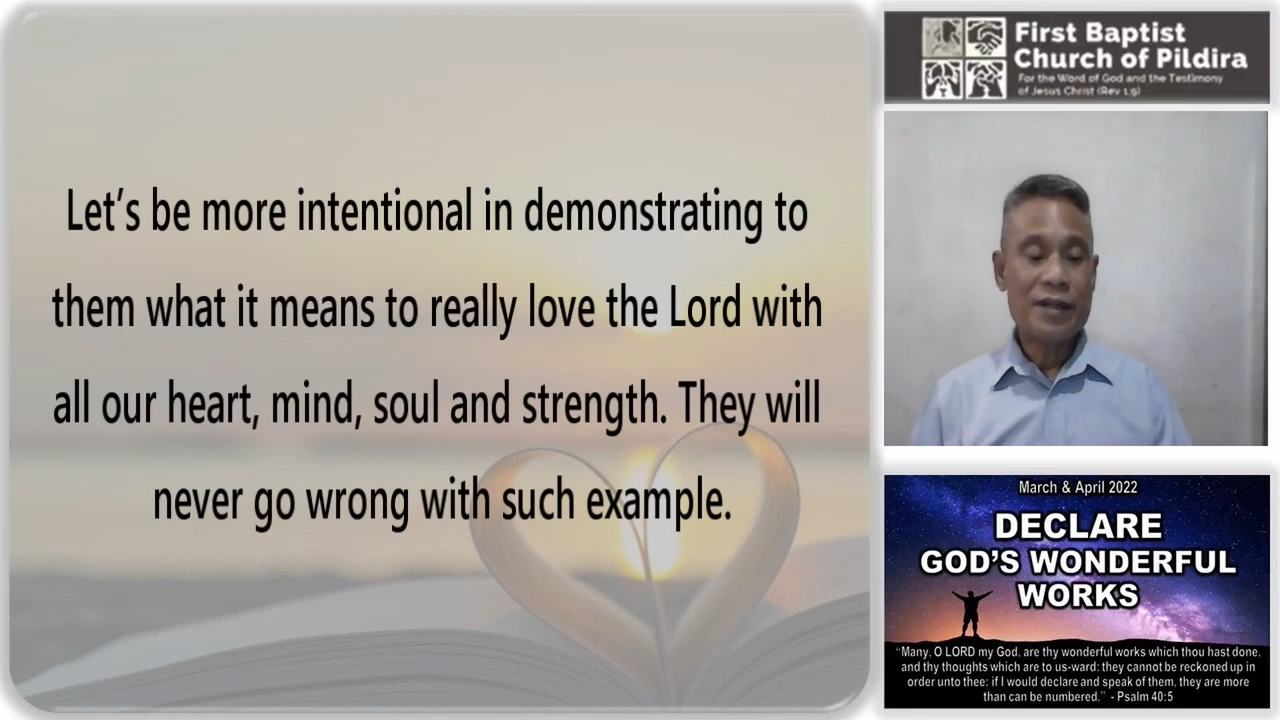 Let’s be more intentional in demonstrating to
them what it means to really love the Lord with
all our heart, mind, soul and strength. They will
never go wrong with such example.
First Baptist
Church of Pildira
For the Word of God and the Testimony
of Jesus Christ (Rev 1:9)
March & April 2022
DECLARE
GOD’S WONDERFUL
WORKS
“Many, O LORD my God, are thy wonderful works which thou hast done,
and thy thoughts which are to us-ward: they cannot be reckoned up in
order unto thee: if I would declare and speak of them, they are more
than can be numbered.” - Psalm 40:5